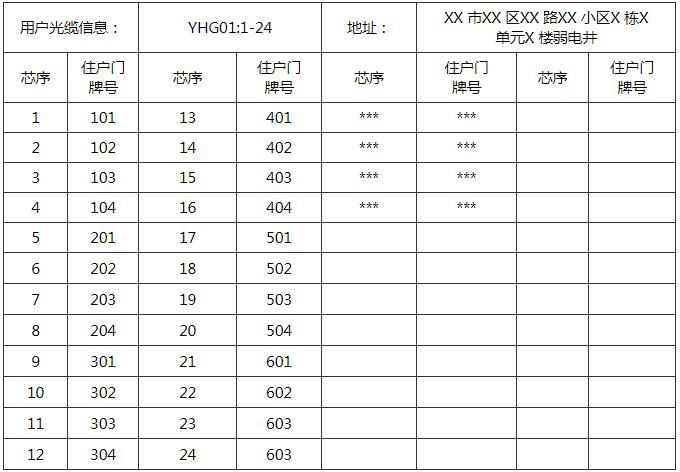 用户光缆信息： YHG01:1-24 地址： XX 市XX 区XX 路XX 小区X 栋X
单元X 楼弱电井
芯序 住户门牌号 芯序 住户门牌号 芯序 住户门牌号 芯序 住户门牌号
1 101 13 401 *** ***
2 102 14 402 *** ***
3 103 15 403 *** ***
4 104 16 404 *** ***
5 201 17 501
6 202 18 502
7 203 19 503
8 204 20 504
9 301 21 601
10 302 22 602
11 303 23 603
12 304 24 603